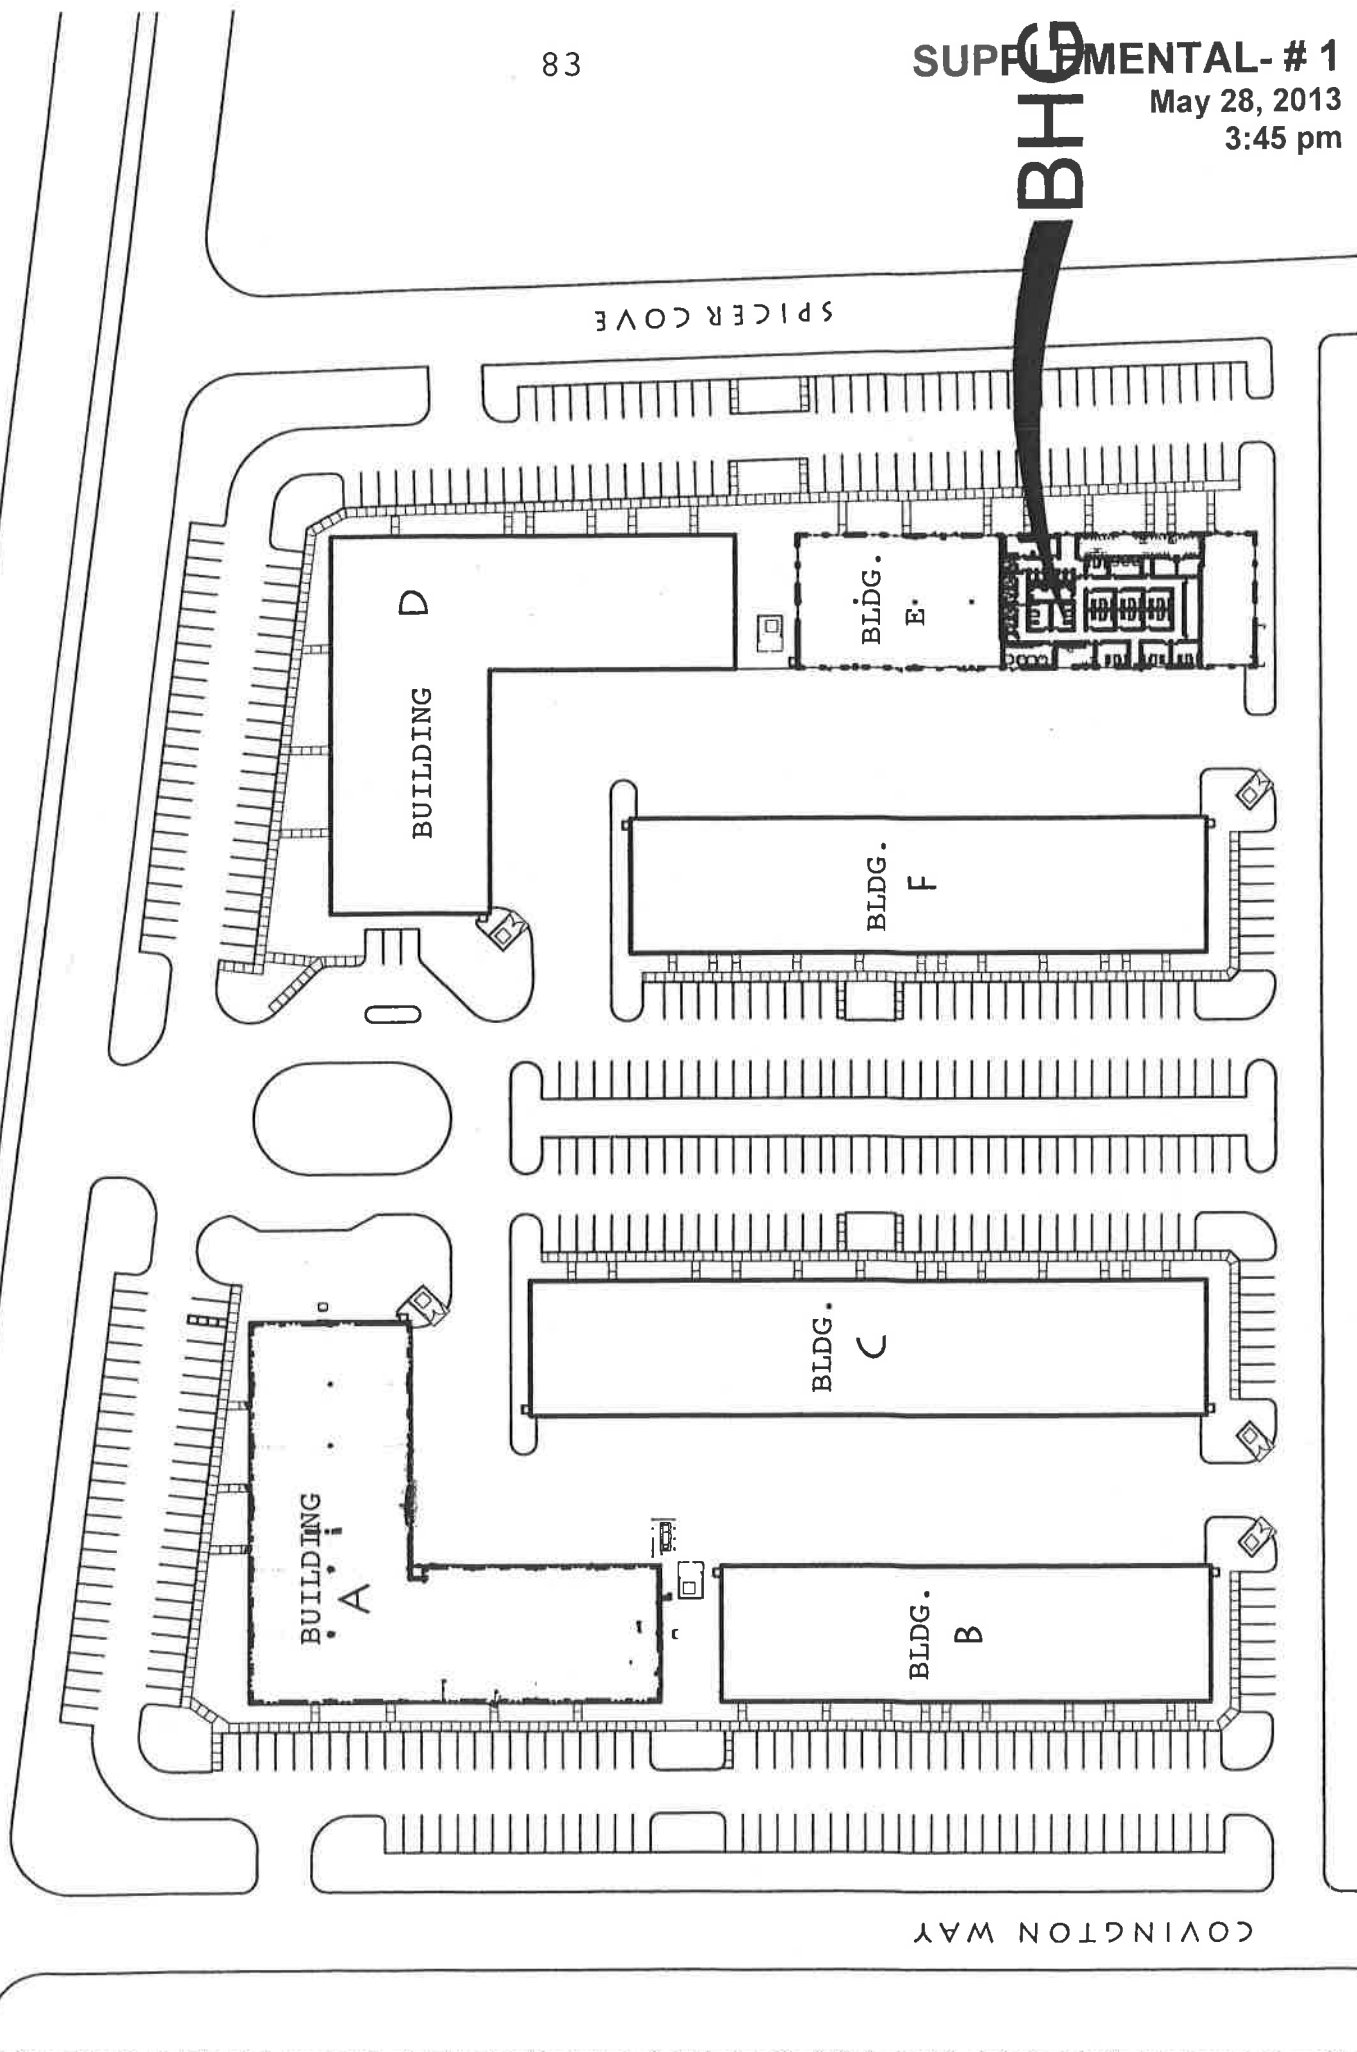 83
SUPPLEMENTAL- # 1
May 28, 2013
3:45 pm
BHG
SPICER COVE
BUILDING D
BLDG.
E
BLDG.
F
BLDG.
C
BUILDING
A
BLDG.
B
COVINGTON WAY